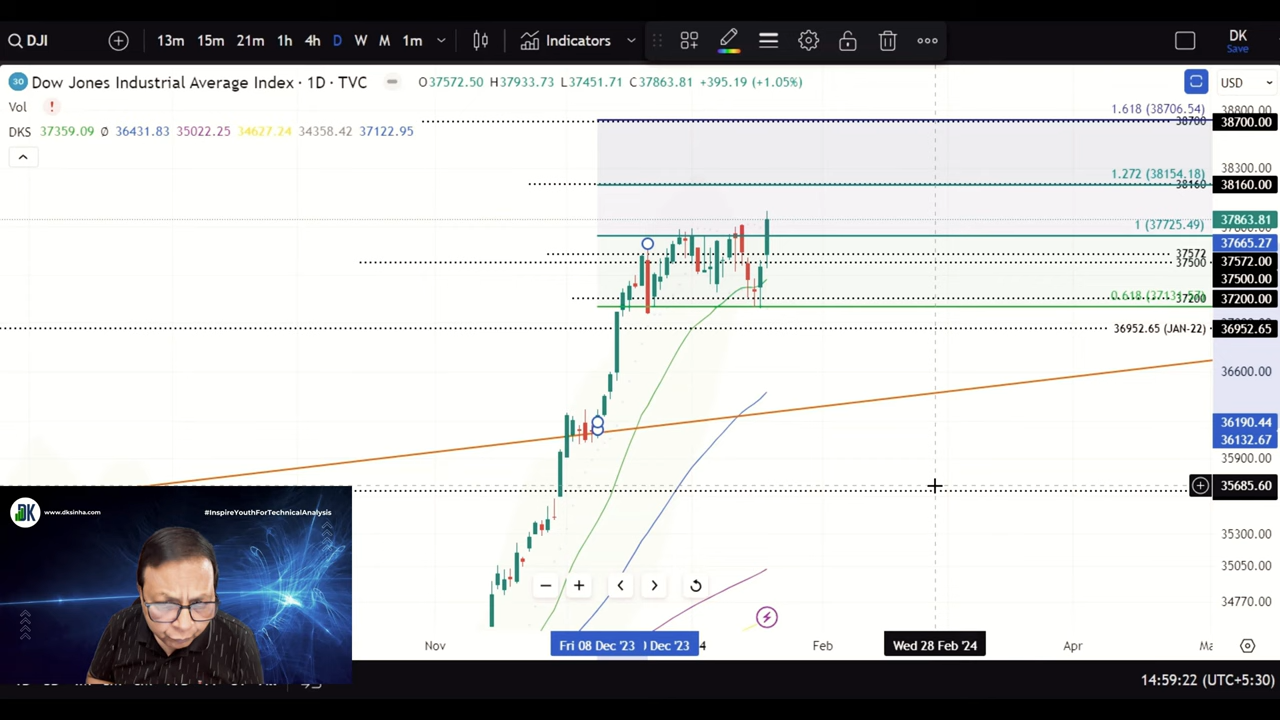 DJI
13m 15m 21m 1h 4h D W M 1m
Indicators
DK
Save
30 Dow Jones Industrial Average Index · 1D · TVC
O37572.50 H37933.73 L37451.71 C37863.81 +395.19 (+1.05%)
USD
Vol
DKS 37359.09 Ø 36431.83 35022.25 34627.24 34358.42 37122.95
1.618 (38706.54)
38800.00
38700
38700.00
38300.00
1.272 (38154.18)
38160
38160.00
37863.81
1 (37725.49)
37665.27
37572
37572.00
37500
37500.00
37200
37200.00
36952.65 (JAN-22)
36952.65
36600.00
36190.44
36132.67
35900.00
35685.60
35300.00
35050.00
34770.00
DK
www.dksinha.com
#InspireYouthForTechnicalAnalysis
Nov
Fri 08 Dec '23
Dec '23
4
Feb
Wed 28 Feb '24
Apr
Ma
14:59:22 (UTC+5:30)